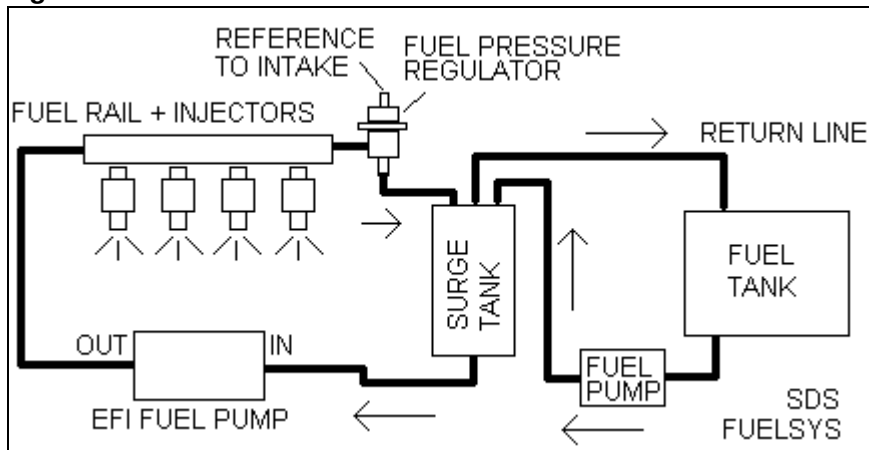 REFERENCE
TO INTAKE
FUEL PRESSURE
REGULATOR
FUEL RAIL + INJECTORS
RETURN LINE
SURGE
TANK
FUEL
TANK
OUT
IN
EFI FUEL PUMP
FUEL
PUMP
SDS
FUELSYS